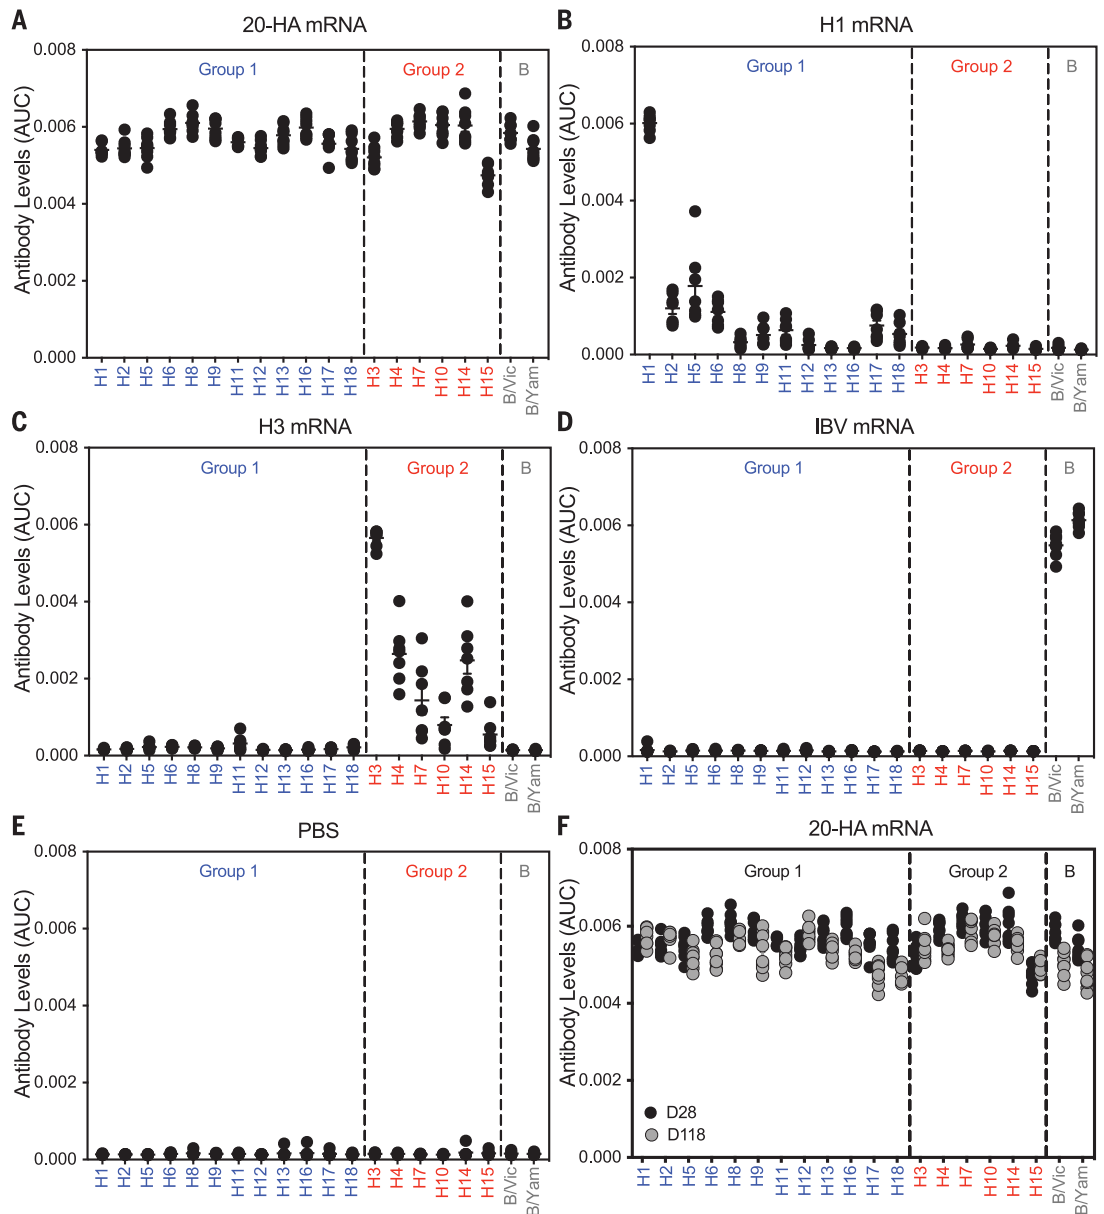 A
20-HA mRNA
Antibody Levels (AUC)
0.008
0.006
0.004
0.002
0.000
Group 1
Group 2
B
H1 H2 H5 H6 H8 H9 H11 H12 H13 H16 H17 H18 H3 H4 H7 H10 H14 H15 B/Vic B/Yam
B
H1 mRNA
Antibody Levels (AUC)
0.008
0.006
0.004
0.002
0.000
Group 1
Group 2
B
H1 H2 H5 H6 H8 H9 H11 H12 H13 H16 H17 H18 H3 H4 H7 H10 H14 H15 B/Vic B/Yam
C
H3 mRNA
Antibody Levels (AUC)
0.008
0.006
0.004
0.002
0.000
Group 1
Group 2
B
H1 H2 H5 H6 H8 H9 H11 H12 H13 H16 H17 H18 H3 H4 H7 H10 H14 H15 B/Vic B/Yam
D
IBV mRNA
Antibody Levels (AUC)
0.008
0.006
0.004
0.002
0.000
Group 1
Group 2
B
H1 H2 H5 H6 H8 H9 H11 H12 H13 H16 H17 H18 H3 H4 H7 H10 H14 H15 B/Vic B/Yam
E
PBS
Antibody Levels (AUC)
0.008
0.006
0.004
0.002
0.000
Group 1
Group 2
B
H1 H2 H5 H6 H8 H9 H11 H12 H13 H16 H17 H18 H3 H4 H7 H10 H14 H15 B/Vic B/Yam
F
20-HA mRNA
Antibody Levels (AUC)
0.008
0.006
0.004
0.002
0.000
Group 1
Group 2
B
D28
D118
H1 H2 H5 H6 H8 H9 H11 H12 H13 H16 H17 H18 H3 H4 H7 H10 H14 H15 B/Vic B/Yam